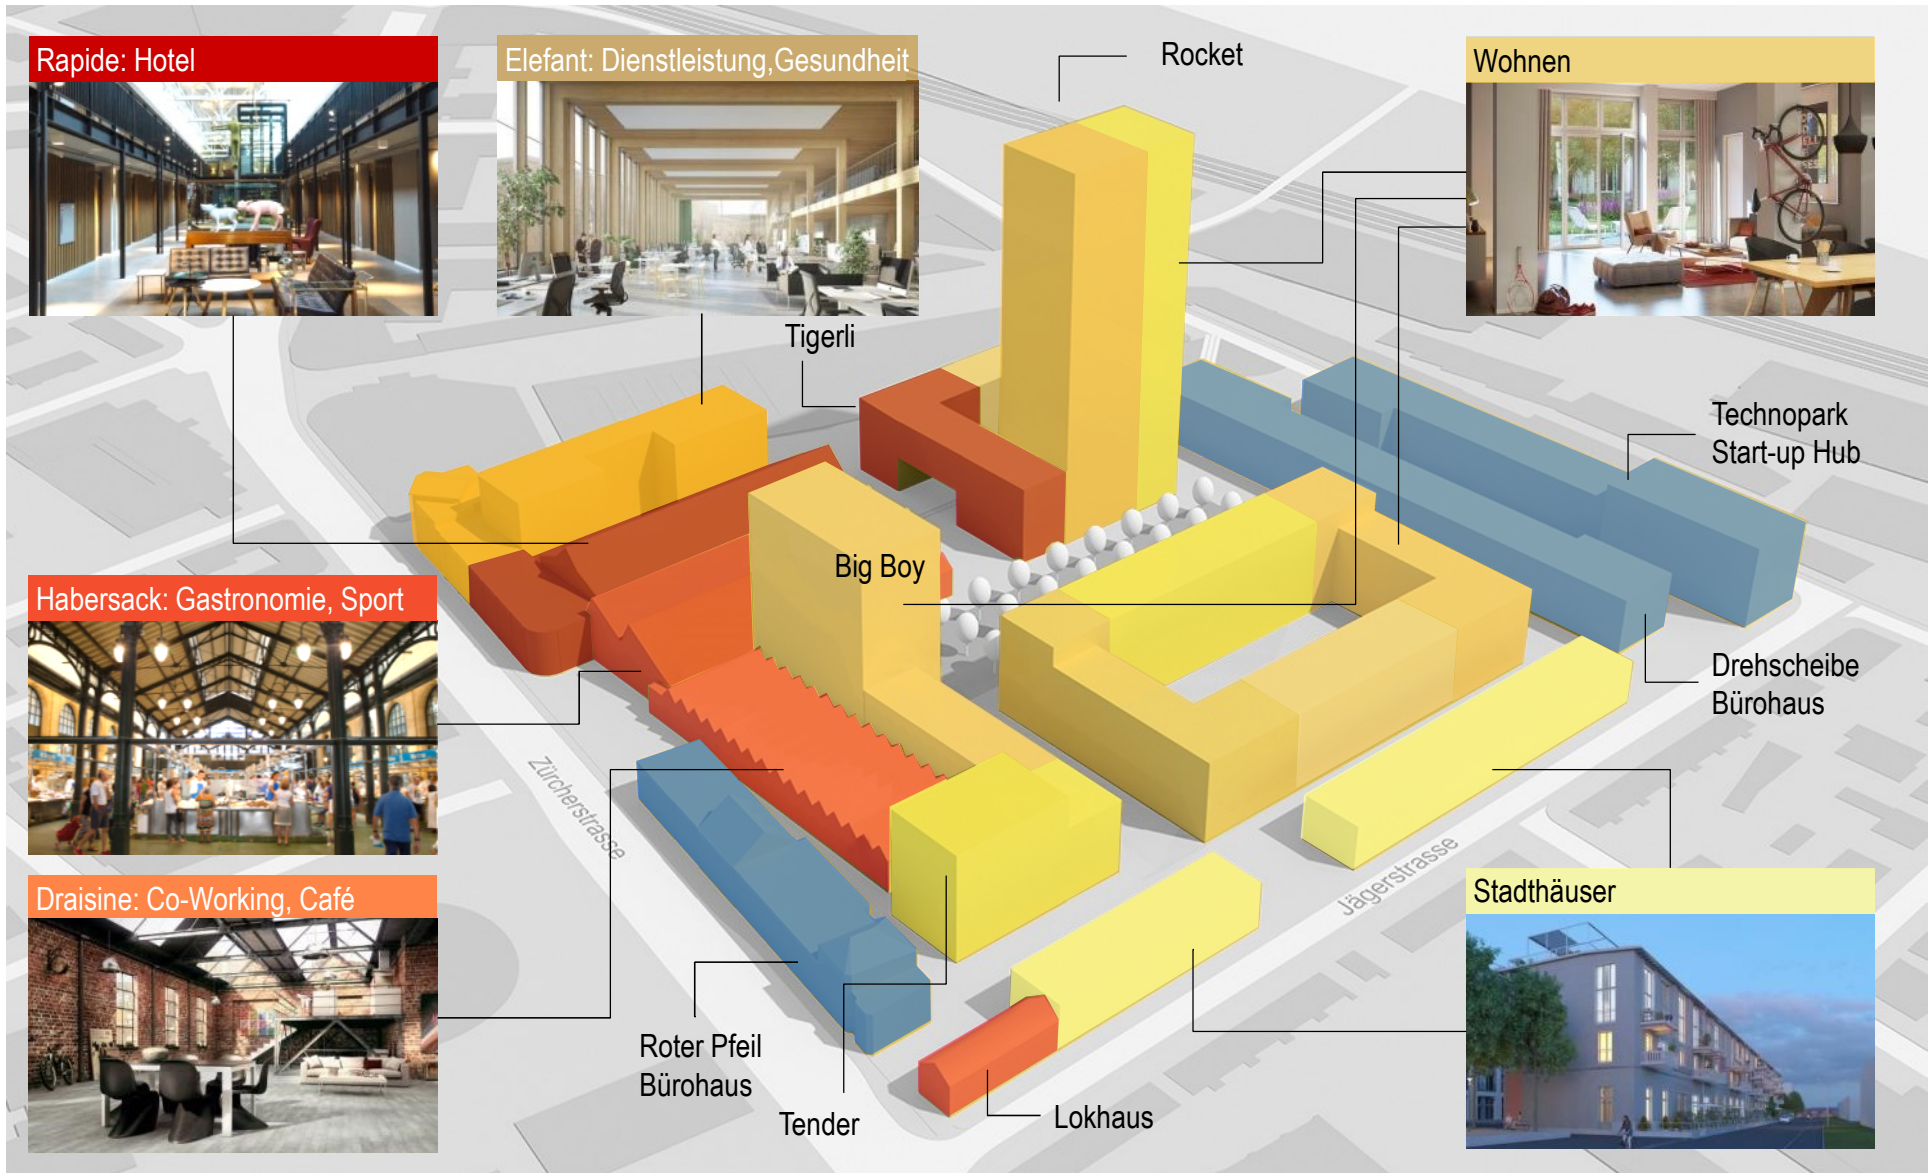 Rapide: Hotel
Elefant: Dienstleistung,Gesundheit
Rocket
Wohnen
Tigerli
Technopark
Start-up Hub
Big Boy
Habersack: Gastronomie, Sport
Drehscheibe
Bürohaus
Zürcherstrasse
Jägerstrasse
Draisine: Co-Working, Café
Stadthäuser
Roter Pfeil
Bürohaus
Tender
Lokhaus